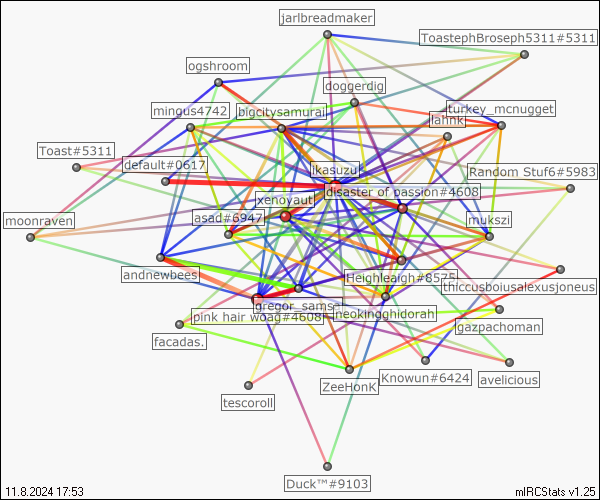 jarlbreadmaker
ToastephBroseph5311#5311
ogshroom
doggerdig
mingus4742
bigcitysamurai
turkey_mcnugget
lalink
Toast#5311
default#0617
Ikasuzu
Random Stuf6#5983
disaster of passion#4608
xenoyaut
asad#6947
moonraven
mukszi
andnewbees
Heighleaigh#8575
thiccusboiusalexusjoneus
gregor_samsa
pink hair woag#4608
neokingghidorah
gazpachoman
facadas.
ZeeHonK
Knowun#6424
avelicious
tescoroll
Duck™#9103
11.8.2024 17:53
mIRCStats v1.25